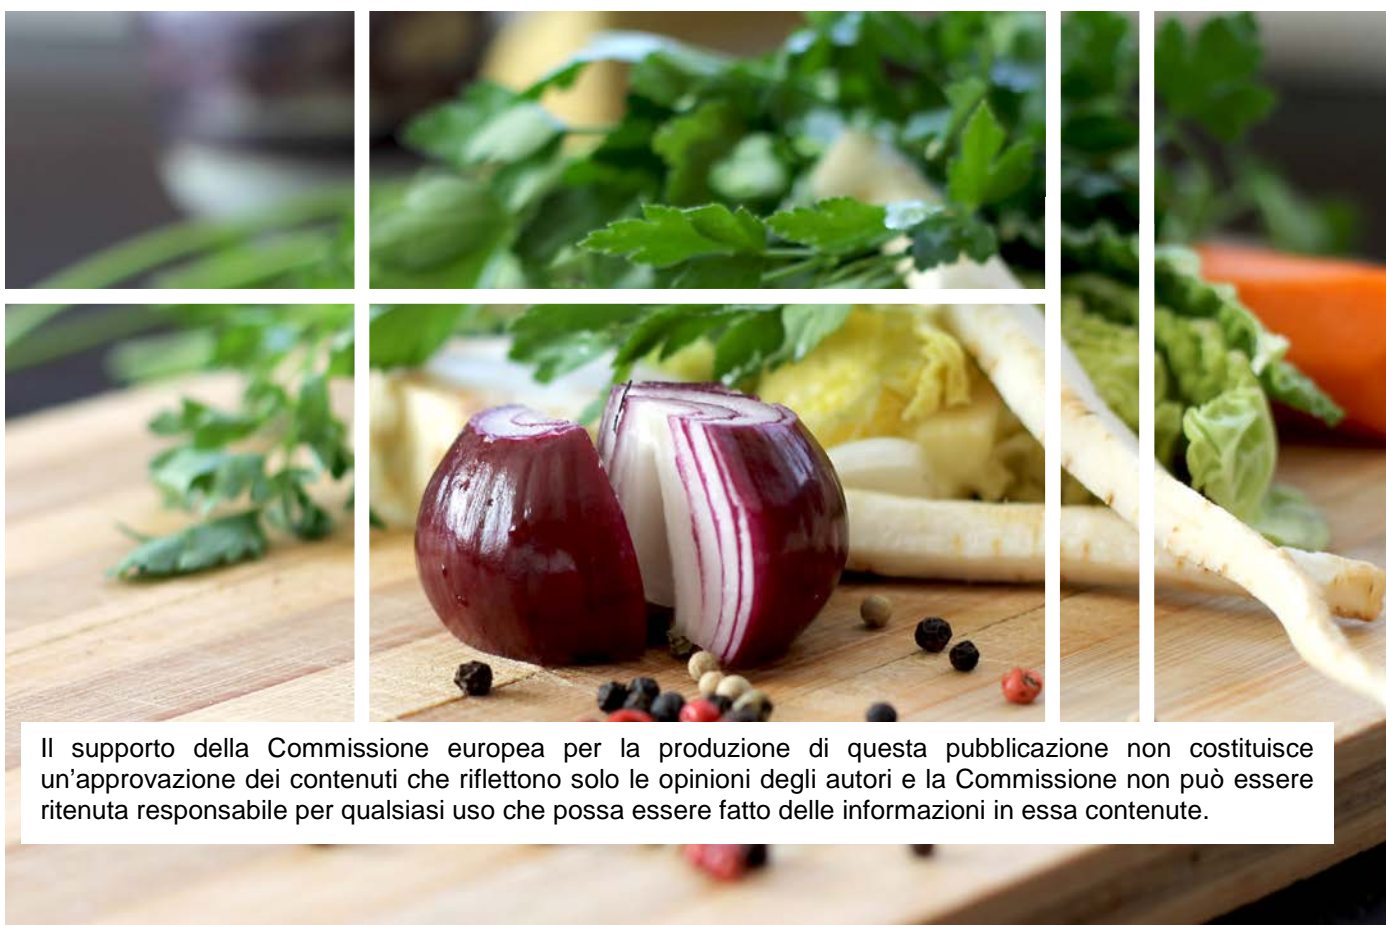 Il supporto della Commissione europea per la produzione di questa pubblicazione non costituisce
un’approvazione dei contenuti che riflettono solo le opinioni degli autori e la Commissione non può essere
ritenuta responsabile per qualsiasi uso che possa essere fatto delle informazioni in essa contenute.